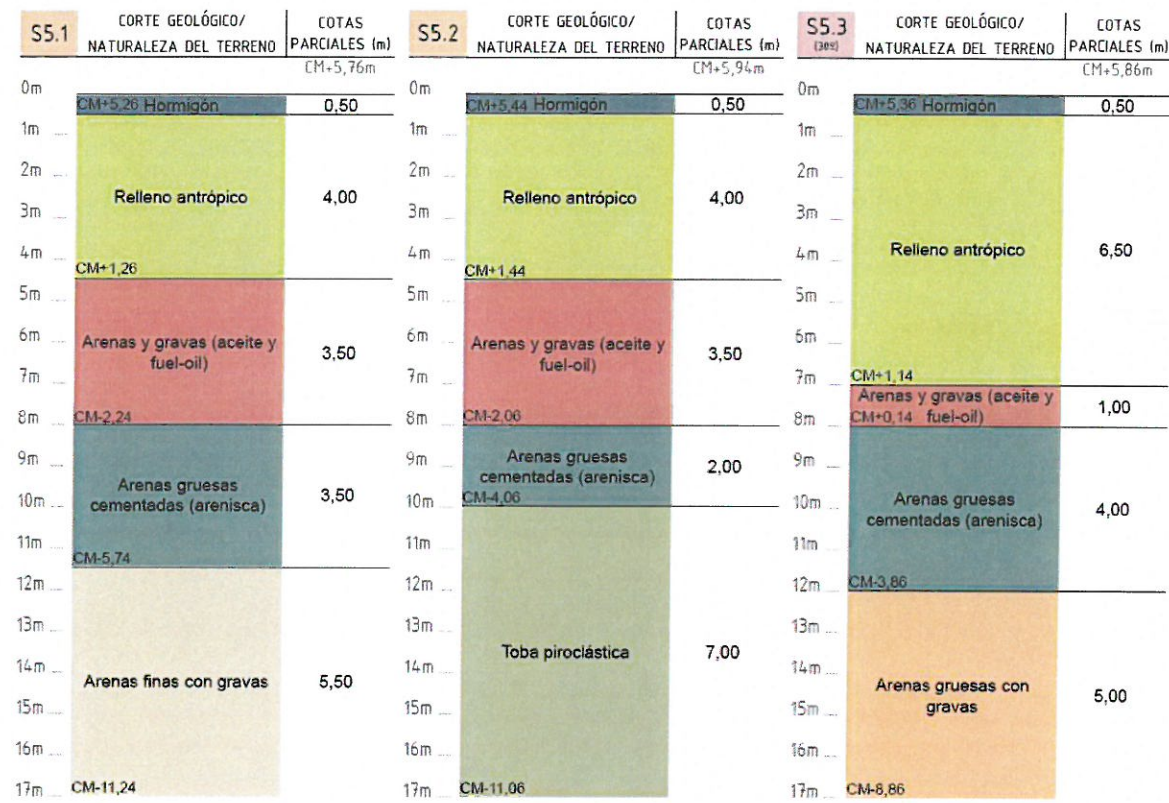 S5.1
CORTE GEOLÓGICO/
NATURALEZA DEL TERRENO
COTAS
PARCIALES (m)
CM+5,76m
0m
CM+5,26 Hormigón
0,50
1m
2m
Relleno antrópico
4,00
3m
4m
CM+1,26
5m
6m
Arenas y gravas (aceite y
fuel-oil)
3,50
7m
8m
CM-2,24
9m
Arenas gruesas
cementadas (arenisca)
3,50
10m
11m
CM-5,74
12m
13m
14m
Arenas finas con gravas
5,50
15m
16m
17m
CM-11,24
S5.2
CORTE GEOLÓGICO/
NATURALEZA DEL TERRENO
COTAS
PARCIALES (m)
CM+5,94m
0m
CM+5,44 Hormigón
0,50
1m
2m
Relleno antrópico
4,00
3m
4m
CM+1,44
5m
6m
Arenas y gravas (aceite y
fuel-oil)
3,50
7m
8m
CM-2,06
9m
Arenas gruesas
cementadas (arenisca)
2,00
10m
CM-4,06
11m
12m
13m
Toba piroclástica
7,00
14m
15m
16m
17m
CM-11,06
S5.3
(30º)
CORTE GEOLÓGICO/
NATURALEZA DEL TERRENO
COTAS
PARCIALES (m)
CM+5,86m
0m
CM+5,36 Hormigón
0,50
1m
2m
3m
4m
Relleno antrópico
6,50
5m
6m
7m
CM+1,14
Arenas y gravas (aceite y
CM+0,14 fuel-oil)
1,00
8m
9m
10m
Arenas gruesas
cementadas (arenisca)
4,00
11m
12m
CM-3,86
13m
14m
Arenas gruesas con
gravas
5,00
15m
16m
17m
CM-8,86